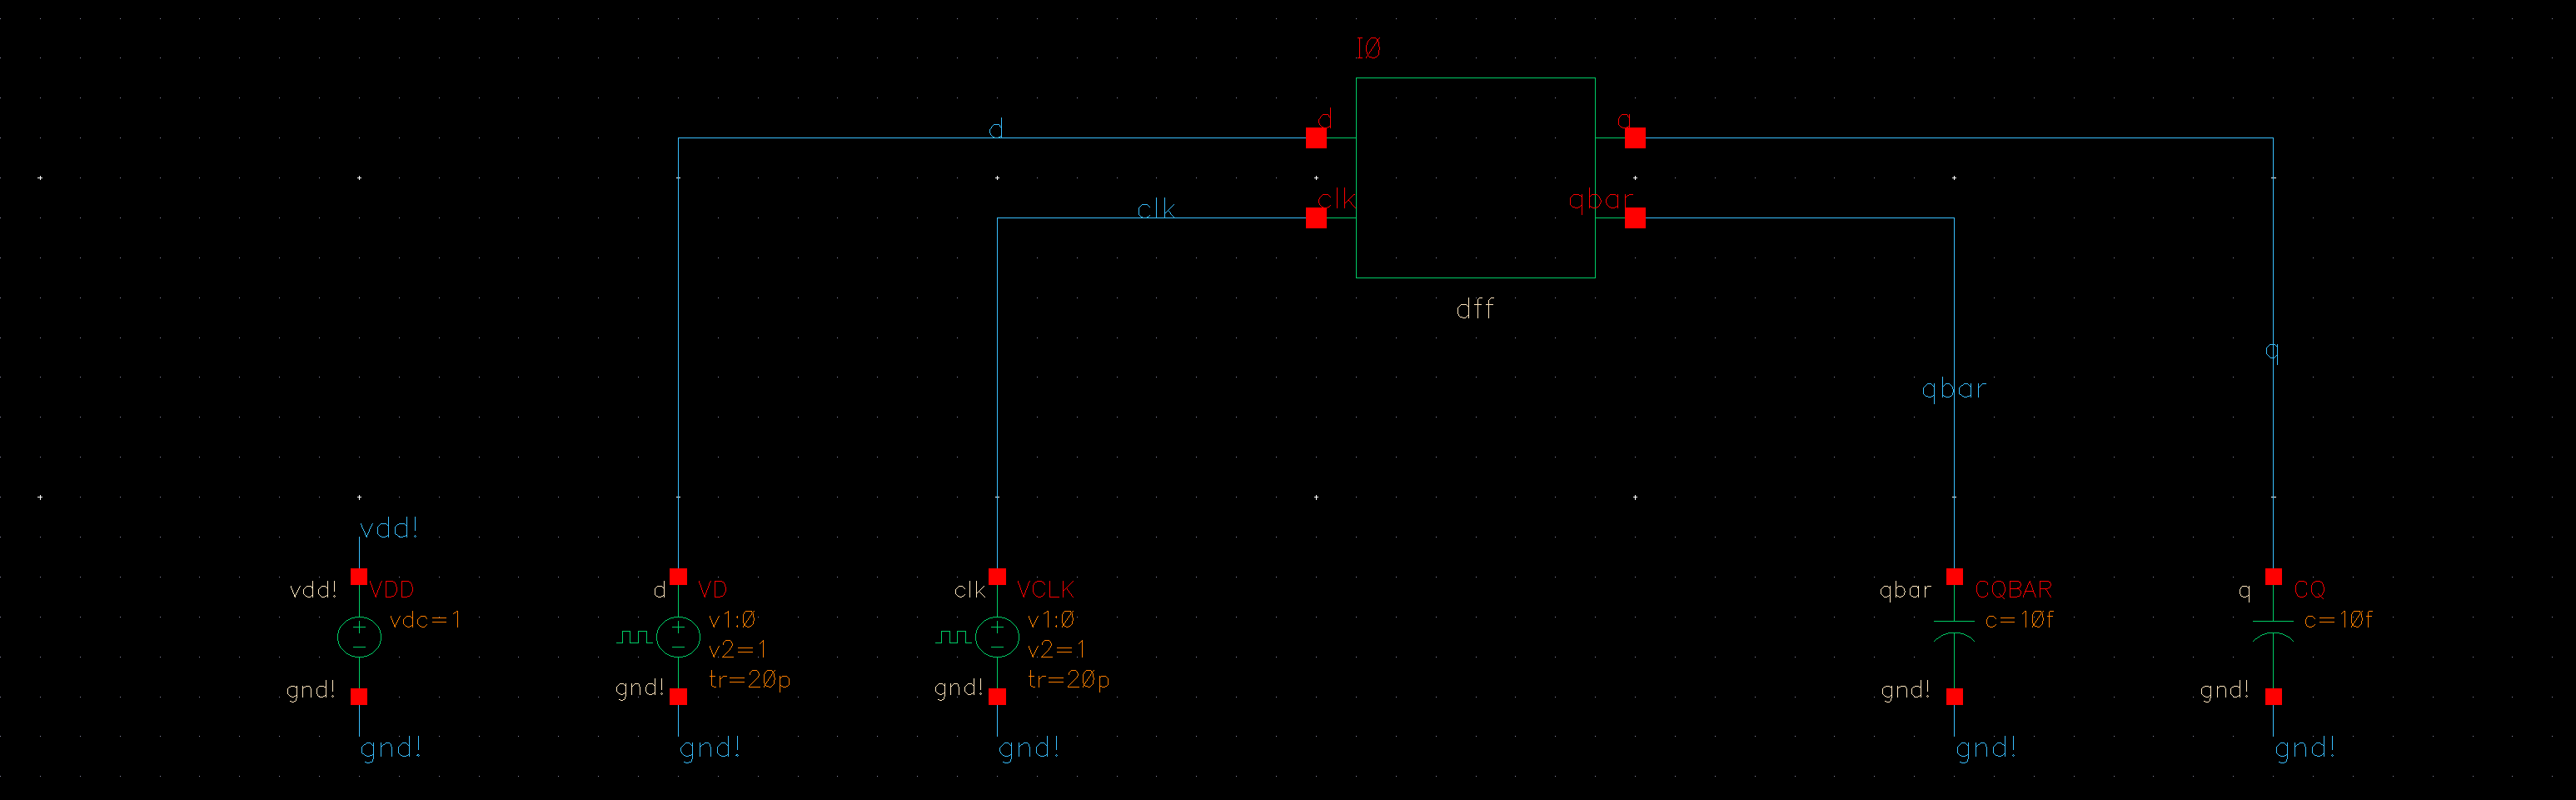 I0
d
d
q
clk
clk
qbar
dff
q
qbar
vdd!
vdd!
VDD
vdc=1
gnd!
gnd!
d
VD
v1:0
v2=1
tr=20p
gnd!
gnd!
clk
VCLK
v1:0
v2=1
tr=20p
gnd!
gnd!
qbar
CQBAR
c=10f
gnd!
gnd!
q
CQ
c=10f
gnd!
gnd!